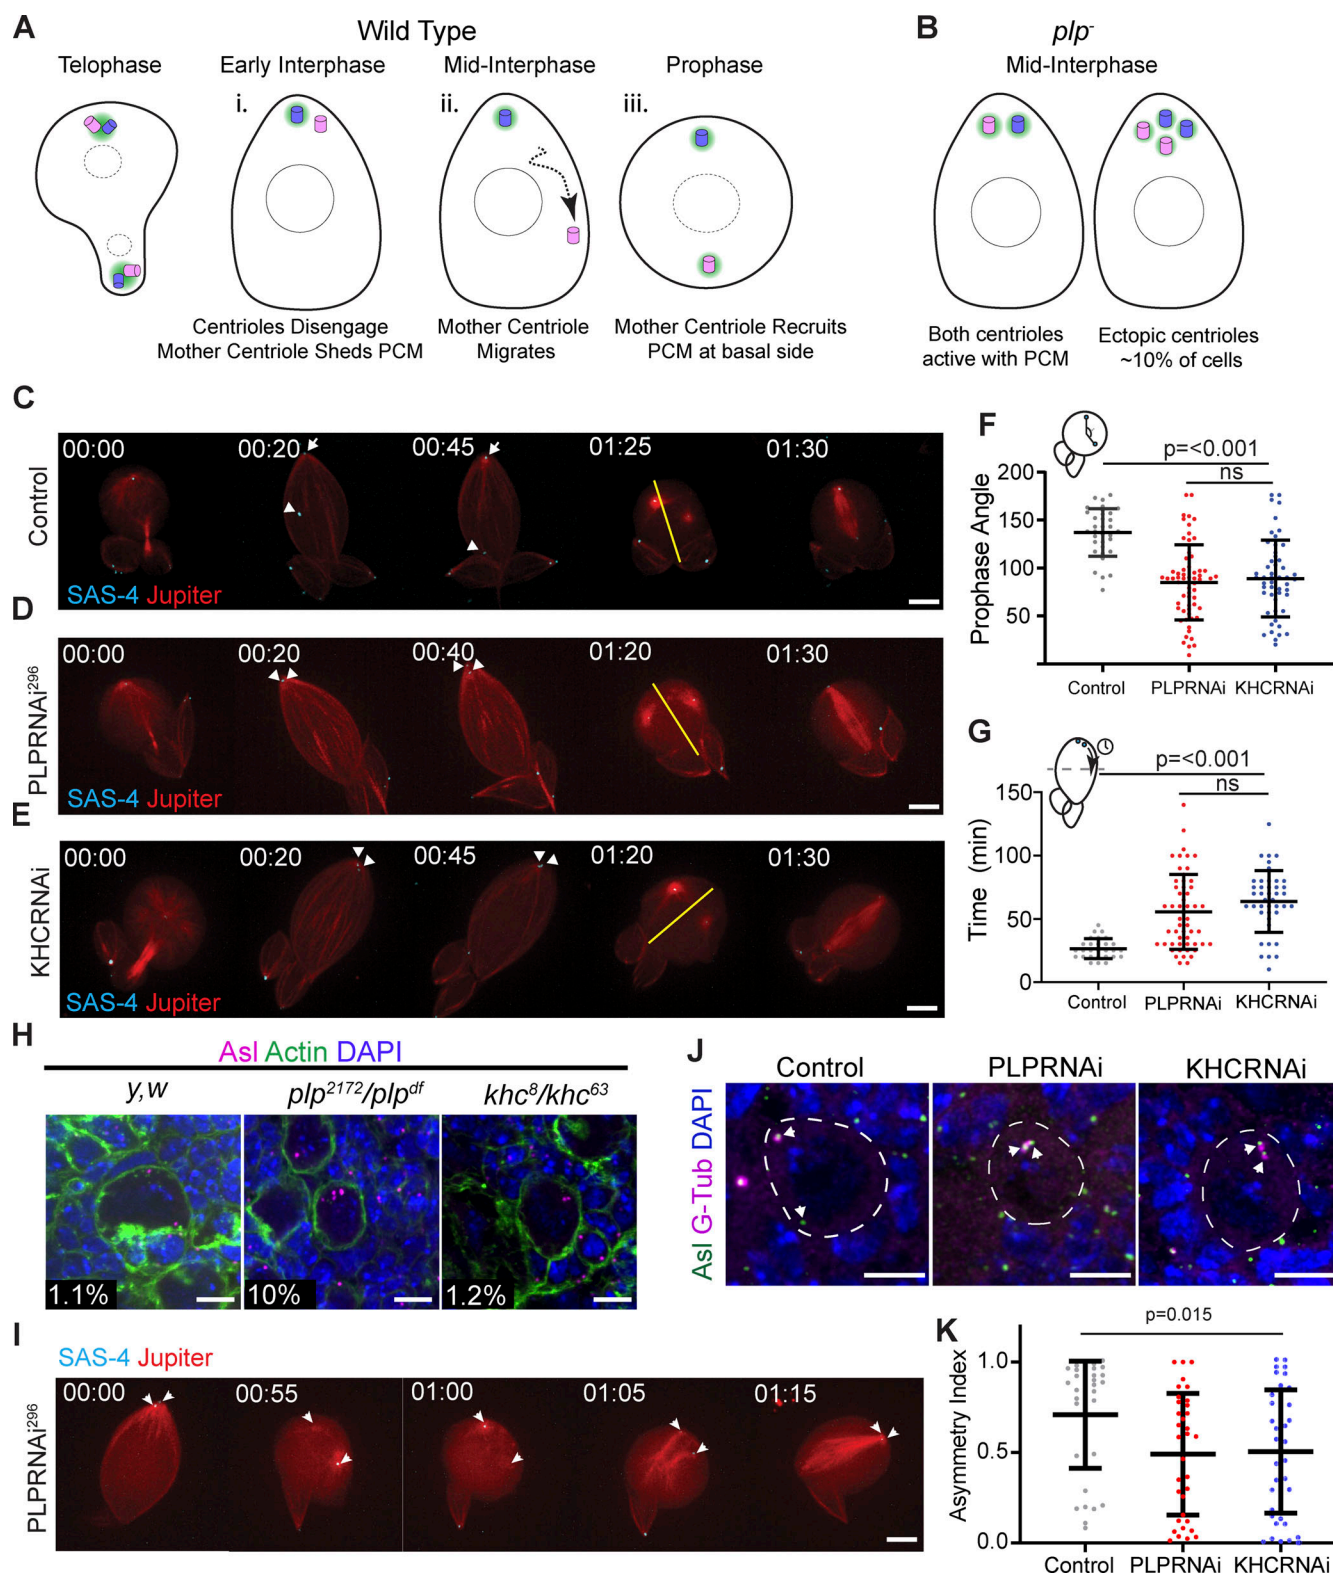 A
Wild Type
Telophase
Early Interphase
Mid-Interphase
Prophase
i.
ii.
iii.
Centrioles Disengage
Mother Centriole Sheds PCM
Mother Centriole
Migrates
Mother Centriole Recruits
PCM at basal side
B
plp-
Mid-Interphase
Both centrioles
active with PCM
Ectopic centrioles
~10% of cells
C
Control
00:00
00:20
00:45
01:25
01:30
SAS-4 Jupiter
D
PLPRNAi296
00:00
00:20
00:40
01:20
01:30
SAS-4 Jupiter
E
KHCRNAi
00:00
00:20
00:45
01:20
01:30
SAS-4 Jupiter
F
p=<0.001
ns
Prophase Angle
200
150
100
50
Control
PLPRNAi
KHCRNAi
G
p=<0.001
ns
Time (min)
150
100
50
0
Control
PLPRNAi
KHCRNAi
H
Asl Actin DAPI
y,w
plp2172/plpdf
khc8/khc63
1.1%
10%
1.2%
I
SAS-4 Jupiter
PLPRNAi296
00:00
00:55
01:00
01:05
01:15
J
Control
PLPRNAi
KHCRNAi
Asl G-Tub DAPI
K
p=0.015
Asymmetry Index
1.0
0.5
0.0
Control
PLPRNAi
KHCRNAi